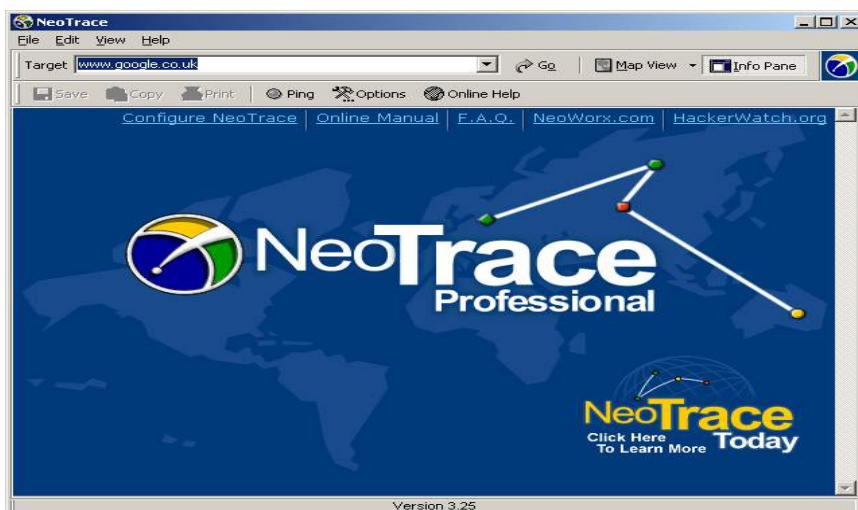 NeoTrace
File Edit View Help
Target www.google.co.uk Go Map View Info Pane
Save Copy Print Ping Options Online Help
Configure NeoTrace | Online Manual | F.A.Q. | NeoWorx.com | HackerWatch.org
NeoTrace
Professional
NeoTrace
Click Here
To Learn More Today
Version 3.25